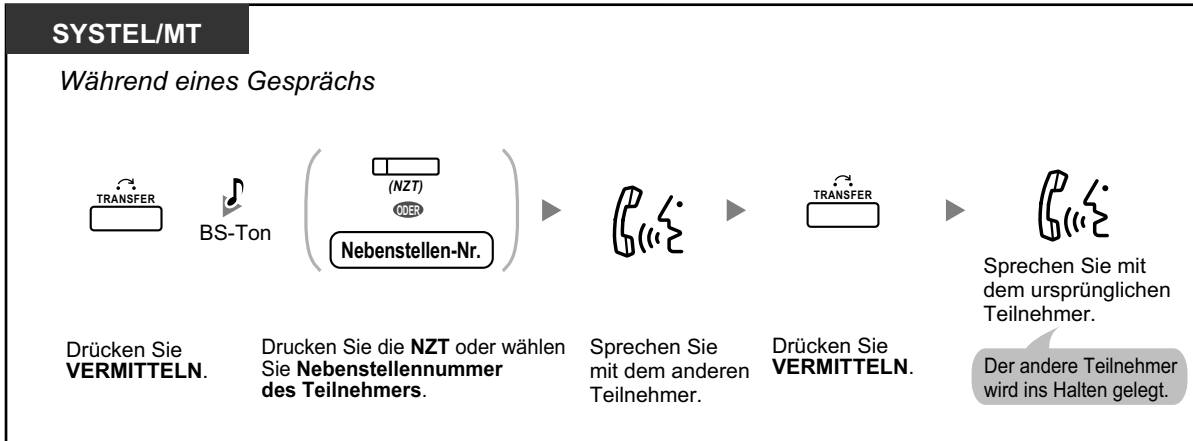 SYSTEL/MT
Während eines Gesprächs
TRANSFER
BS-Ton
(NZT)
ODER
Nebenstellen-Nr.
TRANSFER
Drücken Sie
VERMITTELN.
Drucken Sie die NZT oder wählen
Sie Nebenstellennummer
des Teilnehmers.
Sprechen Sie
mit dem anderen
Teilnehmer.
Drücken Sie
VERMITTELN.
Sprechen Sie mit
dem ursprünglichen
Teilnehmer.
Der andere Teilnehmer
wird ins Halten gelegt.